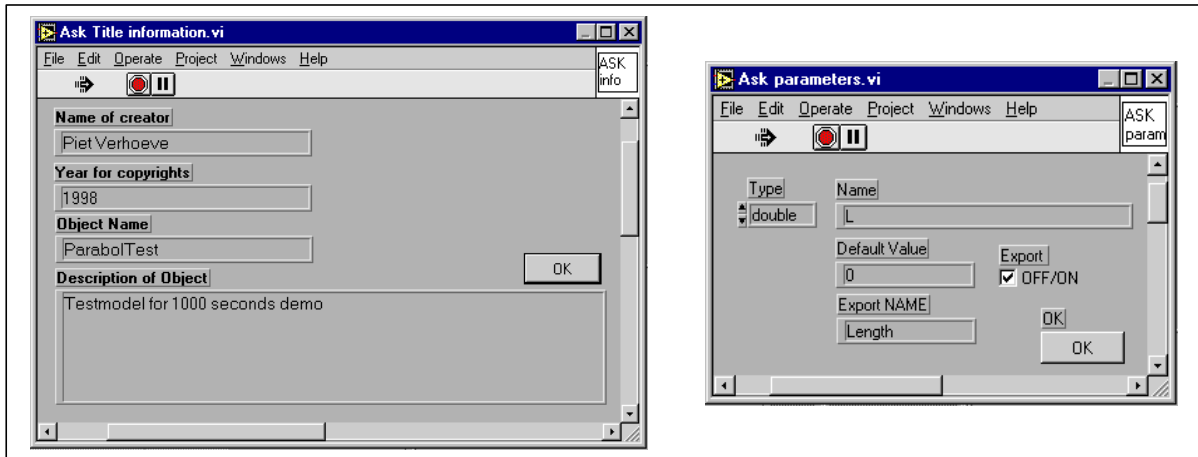 Ask Title information.vi
File Edit Operate Project Windows Help
ASK
info
Name of creator
Piet Verhoeve
Year for copyrights
1998
Object Name
ParabolTest
OK
Description of Object
Testmodel for 1000 seconds demo
Ask parameters.vi
File Edit Operate Project Windows Help
ASK
param
Type
double
Name
L
Default Value
0
Export
OFF/ON
Export NAME
Length
OK
OK